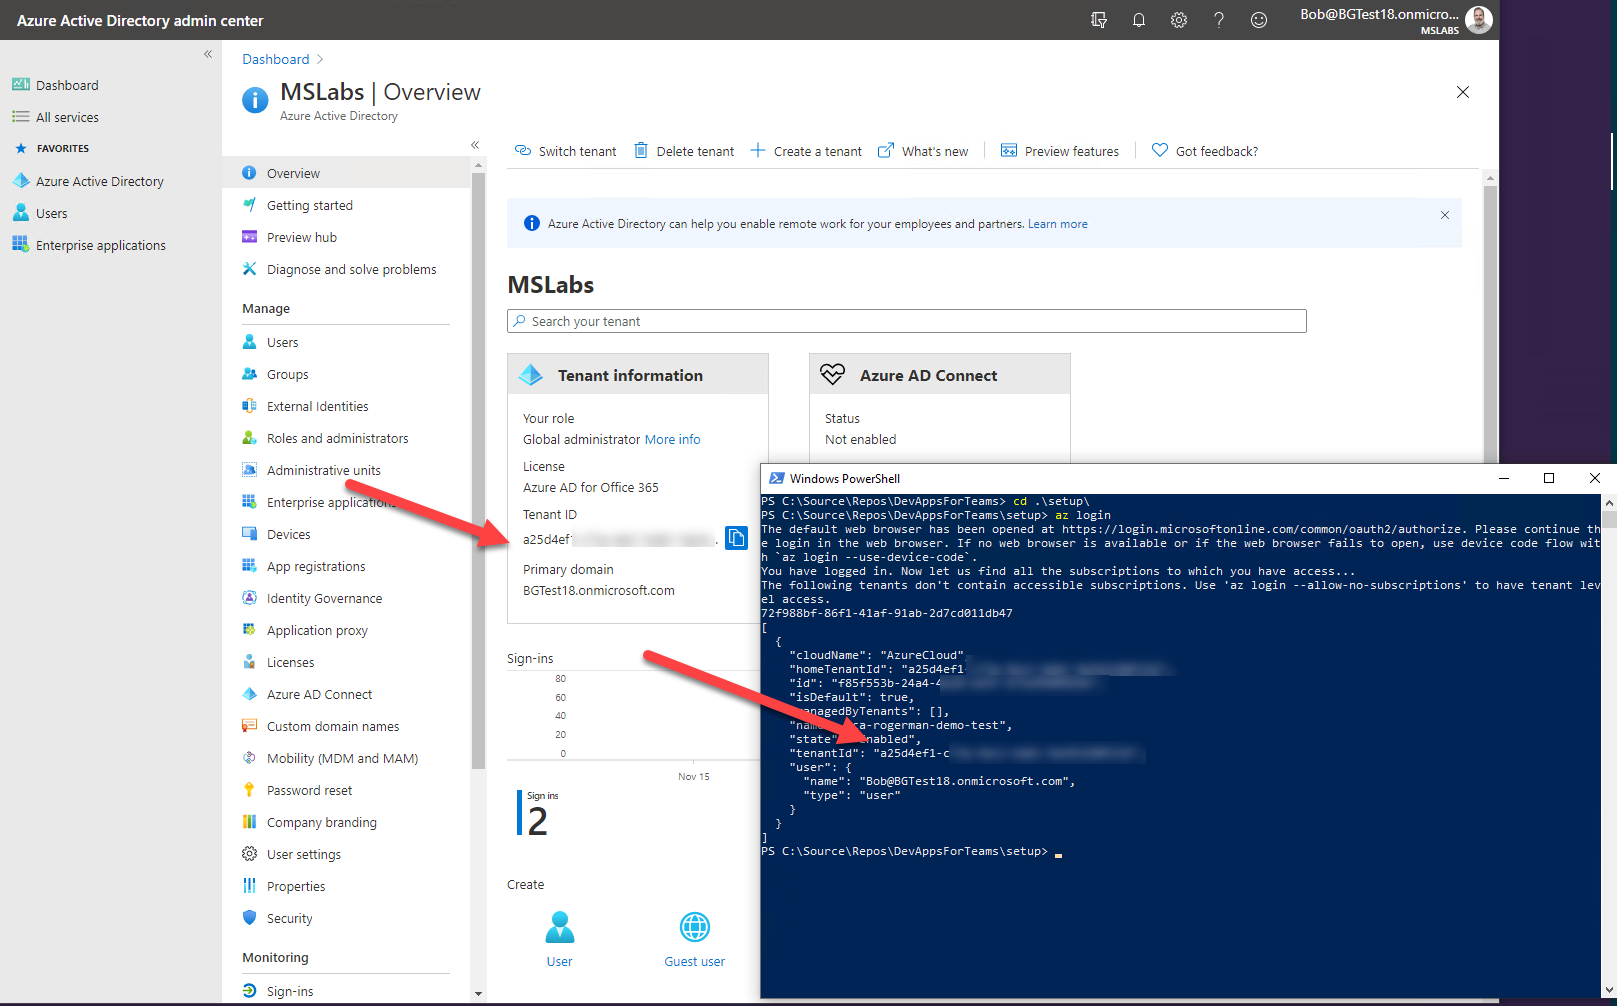 Azure Active Directory admin center
Bob@BGTest18.onmicro...
MSLABS
Dashboard
All services
FAVORITES
Azure Active Directory
Users
Enterprise applications
Dashboard
MSLabs | Overview
Azure Active Directory
Overview
Getting started
Preview hub
Diagnose and solve problems
Manage
Users
Groups
External Identities
Roles and administrators
Administrative units
Enterprise applications
Devices
App registrations
Identity Governance
Application proxy
Licenses
Azure AD Connect
Custom domain names
Mobility (MDM and MAM)
Password reset
Company branding
User settings
Properties
Security
Monitoring
Sign-ins
Switch tenant
Delete tenant
Create a tenant
What's new
Preview features
Got feedback?
Azure Active Directory can help you enable remote work for your employees and partners. Learn more
MSLabs
Search your tenant
Tenant information
Your role
Global administrator More info
License
Azure AD for Office 365
Tenant ID
a25d4ef
Primary domain
BGTest18.onmicrosoft.com
Azure AD Connect
Status
Not enabled
Sign-ins
80
60
40
20
0
Nov 15
Sign ins
2
Create
User
Guest user
Windows PowerShell
PS C:\Source\Repos\DevAppsForTeams> cd .\setup\
PS C:\Source\Repos\DevAppsForTeams\setup> az login
The default web browser has been opened at https://login.microsoftonline.com/common/oauth2/authorize. Please continue th
e login in the web browser. If no web browser is available or if the web browser fails to open, use device code flow wit
h `az login --use-device-code`.
You have logged in. Now let us find all the subscriptions to which you have access...
The following tenants don't contain accessible subscriptions. Use 'az login --allow-no-subscriptions' to have tenant lev
el access.
72f988bf-86f1-41af-91ab-2d7cd011db47
[
{
"cloudName": "AzureCloud",
"homeTenantId": "a25d4ef1
"id": "f85f553b-24a4-4
"isDefault": true,
anagedByTenants": [],
"nam ca-rogerman-demo-test",
"state" nabled",
"tenantId": "a25d4ef1-c
"user": {
"name": "Bob@BGTest18.onmicrosoft.com",
"type": "user"
}
}
]
PS C:\Source\Repos\DevAppsForTeams\setup>